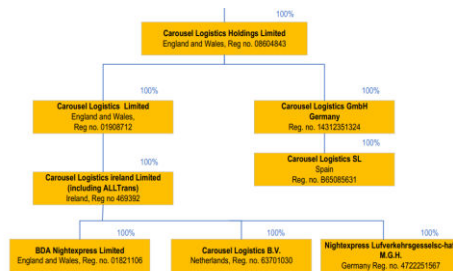 100%
Carousel Logistics Holdings Limited
England and Wales, Reg no. 08604843
100%
100%
Carousel Logistics Limited
England and Wales,
Reg no. 01908712
Carousel Logistics GmbH
Germany
Reg. no. 14312351324
100%
100%
Carousel Logistics SL
Spain
Reg no. B65085631
Carousel Logistics ireland Limited
(including ALLTrans)
Ireland, Reg no 469392
100%
100%
100%
BDA Nightexpress Limited
England and Wales, Reg. no. 01821106
Carousel Logistics B.V.
Netherlands, Reg no. 63701030
Nightexpress Lufverkehrsgesellsc-haft
M.G.H.
Germany Reg. no. 4722251567